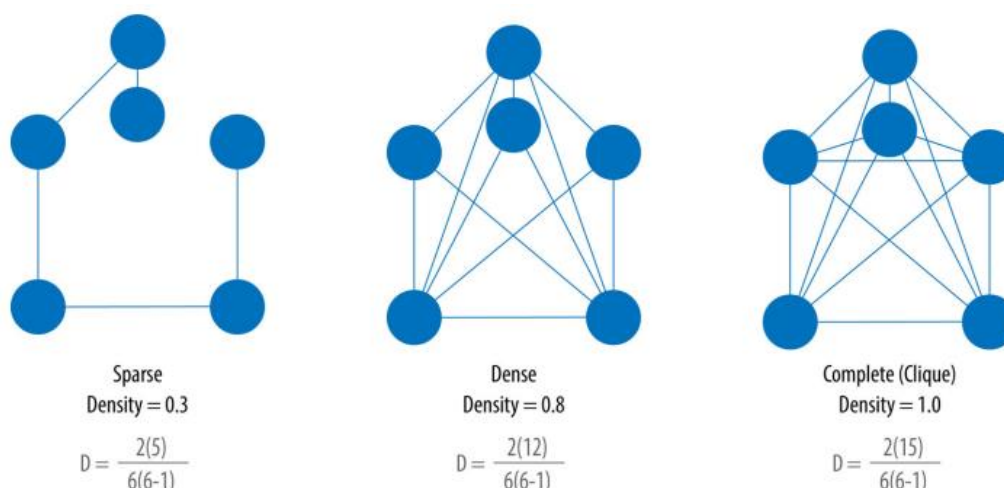 Sparse
Density = 0.3
D = 2(5)
6(6-1)
Dense
Density = 0.8
D = 2(12)
6(6-1)
Complete (Clique)
Density = 1.0
D = 2(15)
6(6-1)